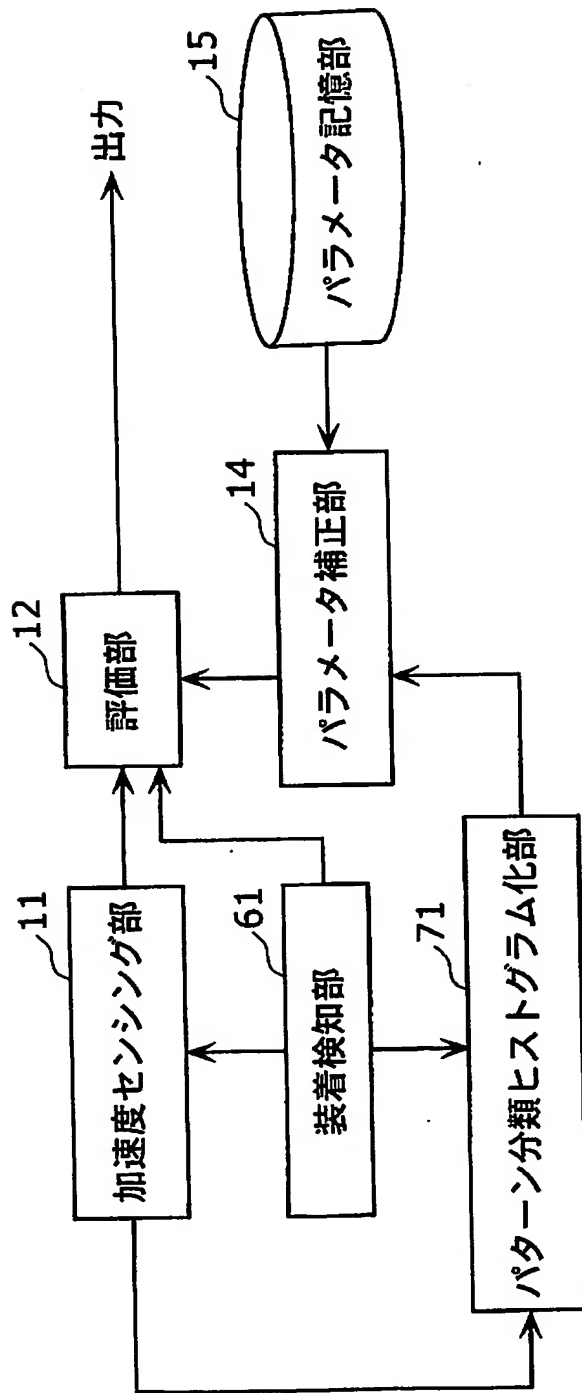 11
加速度センシング部
12
評価部
出力
61
装着検知部
14
パラメータ補正部
15
パラメータ記憶部
71
パターン分類ヒストグラム化部